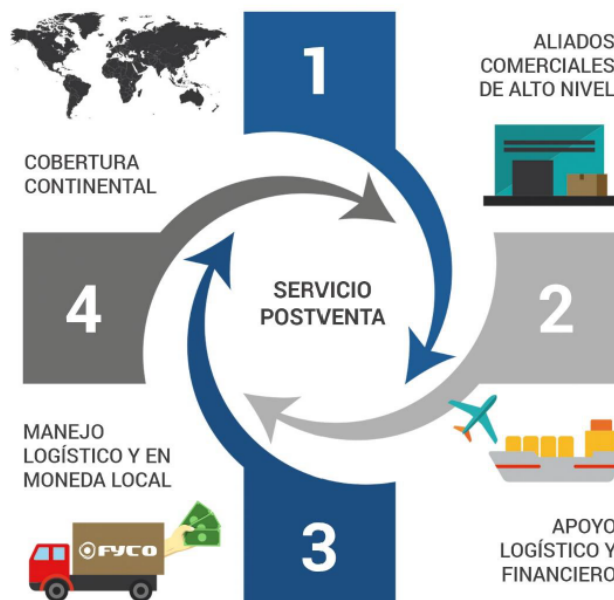 1
ALIADOS
COMERCIALES
DE ALTO NIVEL
COBERTURA
CONTINENTAL
4
SERVICIO
POSTVENTA
2
MANEJO
LOGÍSTICO Y EN
MONEDA LOCAL
FYCO
3
APOYO
LOGÍSTICO Y
FINANCIERO